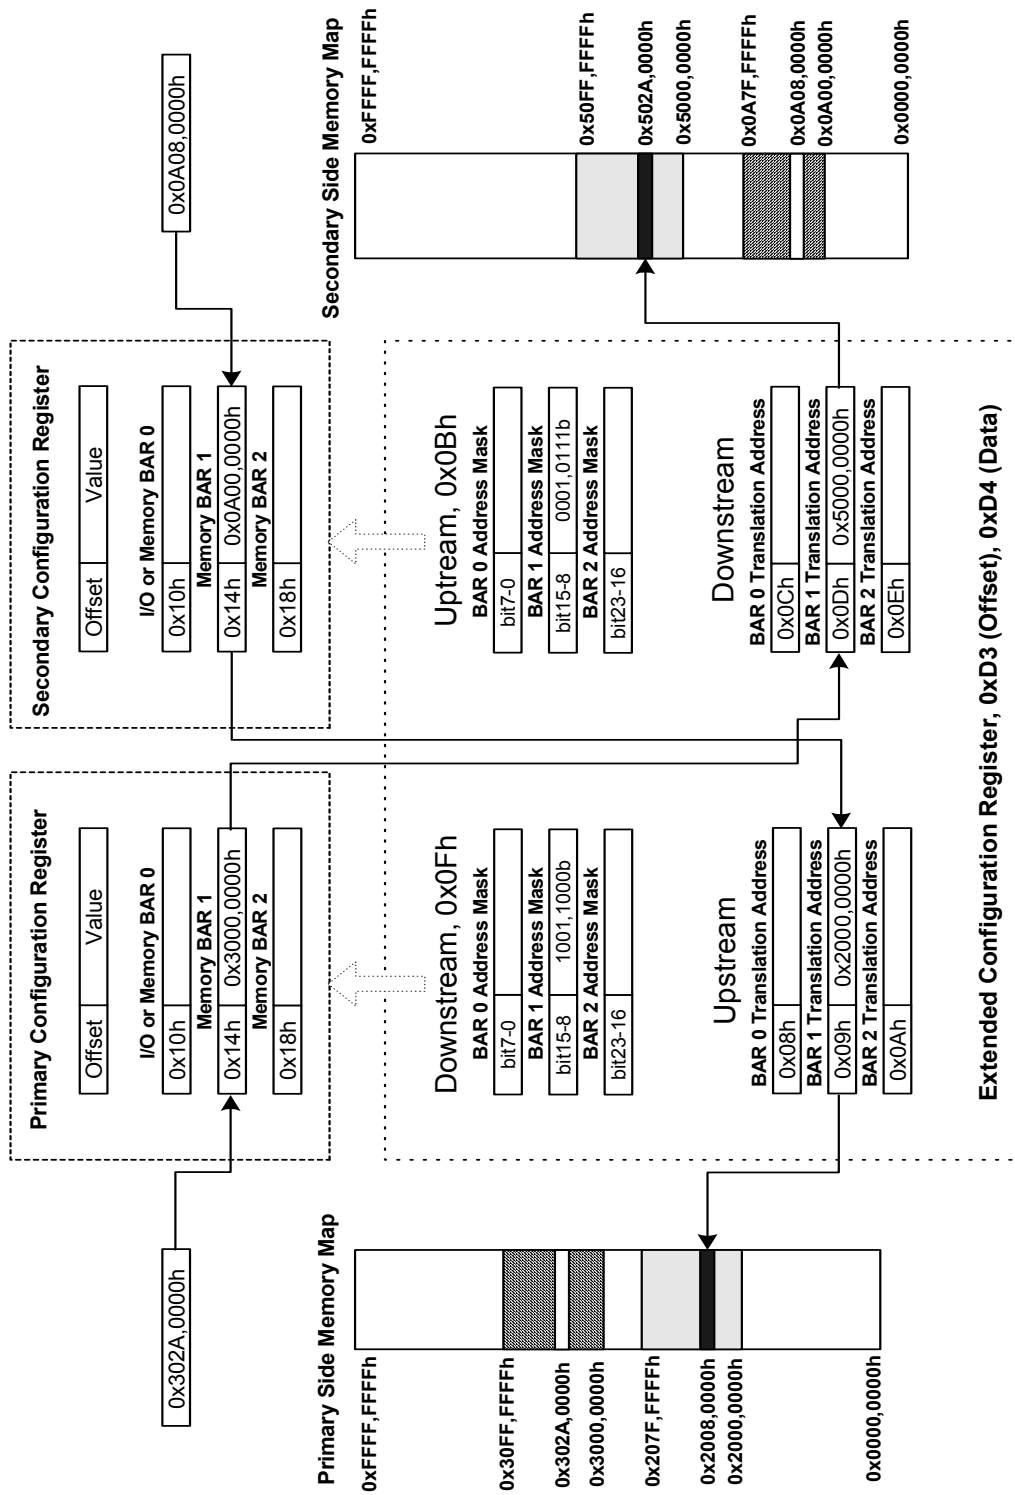 0x302A,0000h
Primary Configuration Register
Offset Value
I/O or Memory BAR 0
0x10h
Memory BAR 1
0x14h 0x3000,0000h
Memory BAR 2
0x18h
Secondary Configuration Register
Offset Value
I/O or Memory BAR 0
0x10h
Memory BAR 1
0x14h 0x0A00,0000h
Memory BAR 2
0x18h
0x0A08,0000h
Primary Side Memory Map
0xFFFF,FFFFh
0x30FF,FFFFh
0x302A,0000h
0x3000,0000h
0x207F,FFFFh
0x2008,0000h
0x2000,0000h
0x0000,0000h
Downstream, 0x0Fh
BAR 0 Address Mask
bit7-0
BAR 1 Address Mask
bit15-8 1001,1000b
BAR 2 Address Mask
bit23-16
Uptream, 0x0Bh
BAR 0 Address Mask
bit7-0
BAR 1 Address Mask
bit15-8 0001,0111b
BAR 2 Address Mask
bit23-16
Upstream
BAR 0 Translation Address
0x08h
BAR 1 Translation Address
0x09h 0x2000,0000h
BAR 2 Translation Address
0x0Ah
Downstream
BAR 0 Translation Address
0x0Ch
BAR 1 Translation Address
0x0Dh 0x5000,0000h
BAR 2 Translation Address
0x0Eh
Extended Configuration Register, 0xD3 (Offset), 0xD4 (Data)
Secondary Side Memory Map
0xFFFF,FFFFh
0x50FF,FFFFh
0x502A,0000h
0x5000,0000h
0x0A7F,FFFFh
0x0A08,0000h
0x0A00,0000h
0x0000,0000h